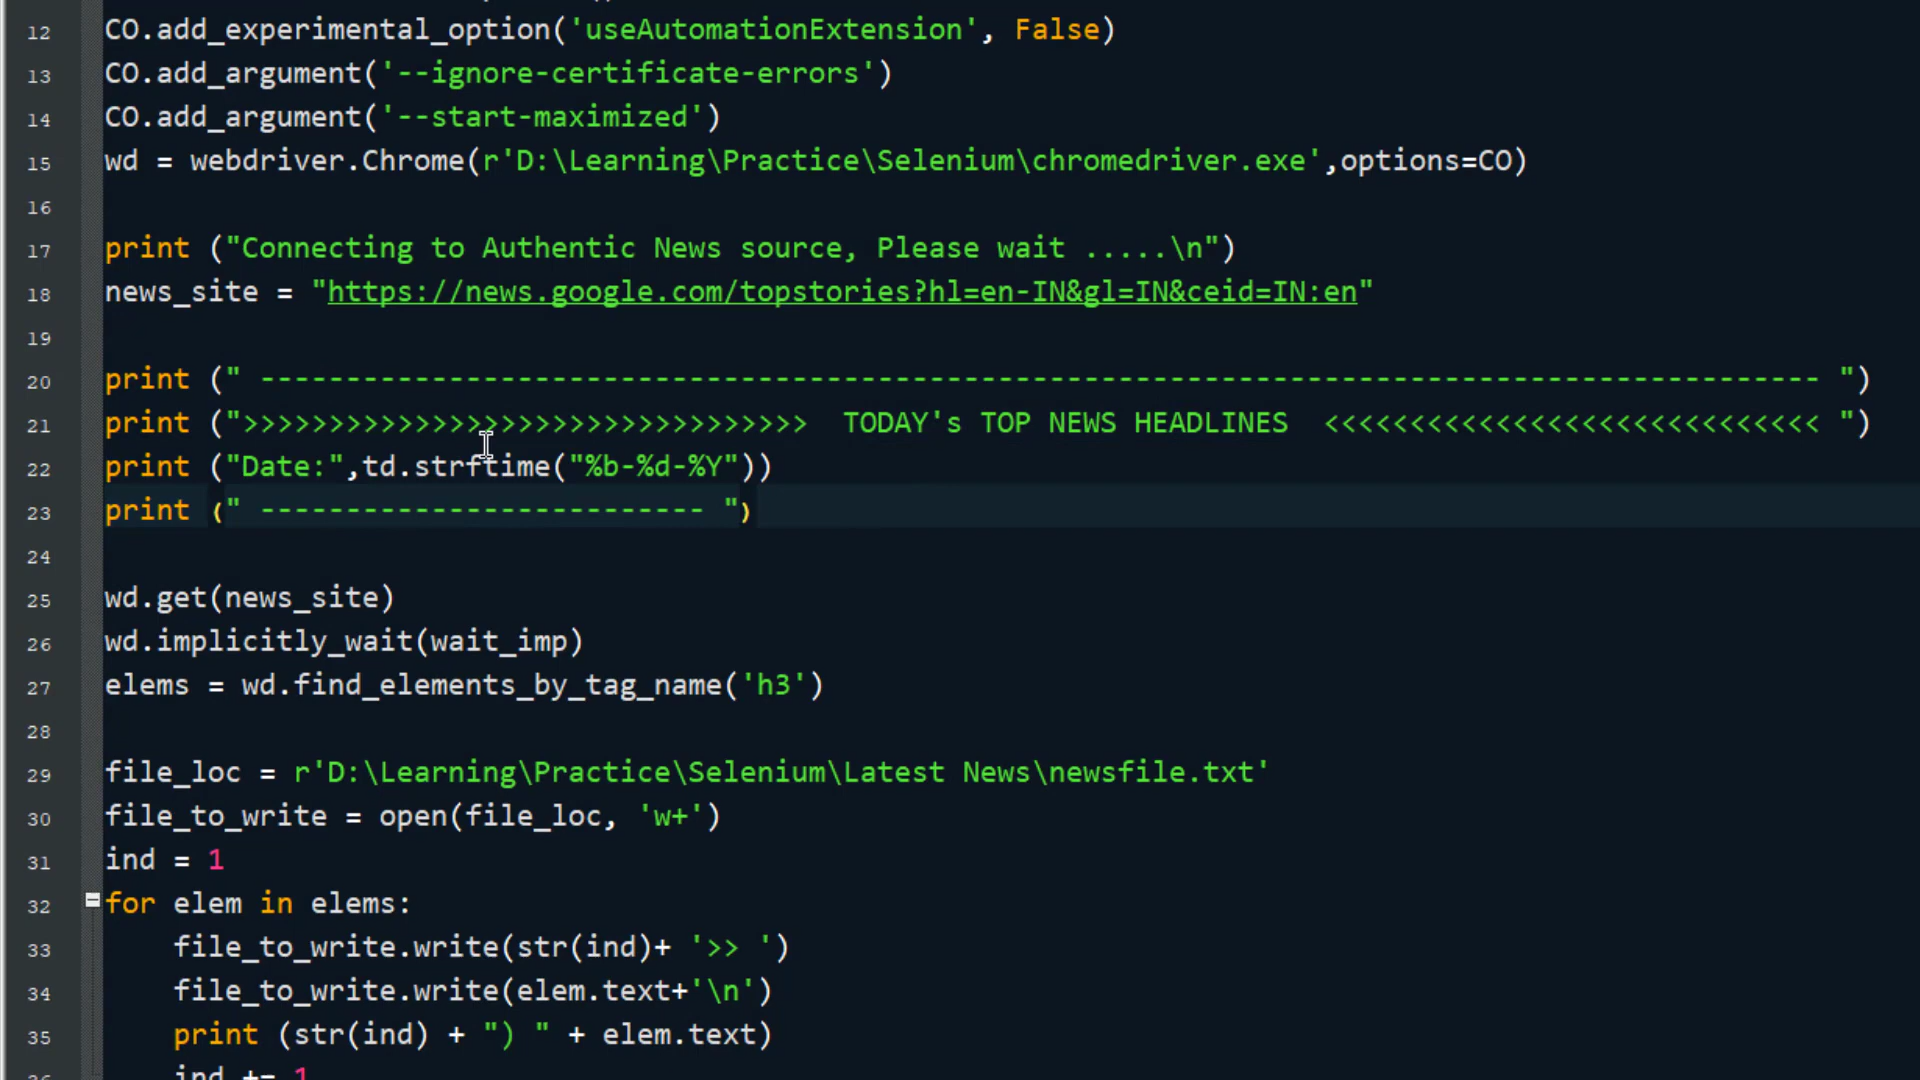 12 CO.add_experimental_option('useAutomationExtension', False)
13 CO.add_argument('--ignore-certificate-errors')
14 CO.add_argument('--start-maximized')
15 wd = webdriver.Chrome(r'D:\Learning\Practice\Selenium\chromedriver.exe',options=CO)
16
17 print ("Connecting to Authentic News source, Please wait .....\n")
18 news_site = "https://news.google.com/topstories?hl=en-IN&gl=IN&ceid=IN:en"
19
20 print (" ------------------------------------------------------------------------------------------- ")
21 print (">>>>>>>>>>>>>>>>>>>>>>>>>>>>>>>>>  TODAY's TOP NEWS HEADLINES  <<<<<<<<<<<<<<<<<<<<<<<<<<<<< ")
22 print ("Date:",td.strftime("%b-%d-%Y"))
23 print (" -------------------------- ")
24
25 wd.get(news_site)
26 wd.implicitly_wait(wait_imp)
27 elems = wd.find_elements_by_tag_name('h3')
28
29 file_loc = r'D:\Learning\Practice\Selenium\Latest News\newsfile.txt'
30 file_to_write = open(file_loc, 'w+')
31 ind = 1
32 for elem in elems:
33     file_to_write.write(str(ind)+ '>> ')
34     file_to_write.write(elem.text+'\n')
35     print (str(ind) + ") " + elem.text)
36     ind += 1